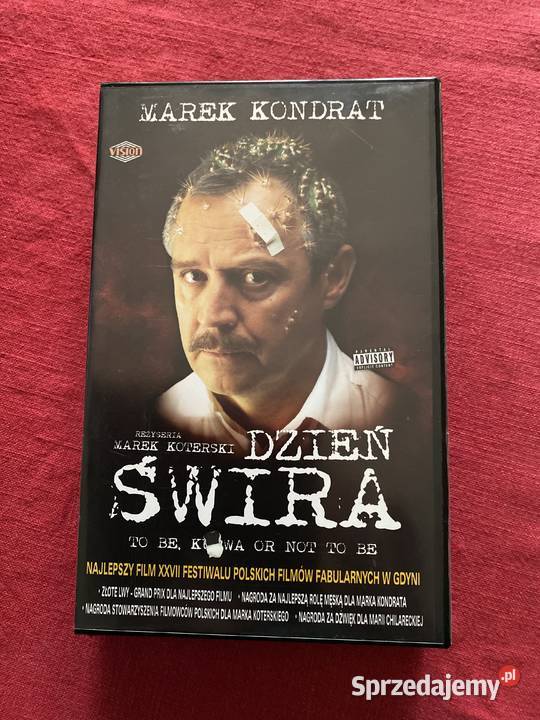 MAREK KONDRAT
VISION
PARENTAL
ADVISORY
EXPLICIT CONTENT
REŻYSERIA
MAREK KOTERSKI
DZIEŃ
ŚWIRA
TO BE, K WA OR NOT TO BE
NAJLEPSZY FILM XXVII FESTIWALU POLSKICH FILMÓW FABULARNYCH W GDYNI
• ZŁOTE LWY - GRAND PRIX DLA NAJLEPSZEGO FILMU • NAGRODA ZA NAJLEPSZĄ ROLĘ MĘSKĄ DLA MARKA KONDRATA
• NAGRODA STOWARZYSZENIA FILMOWCÓW POLSKICH DLA MARKA KOTERSKIEGO • NAGRODA ZA DŹWIĘK DLA MARII CHILARECKIEJ
Sprzedajemy.pl